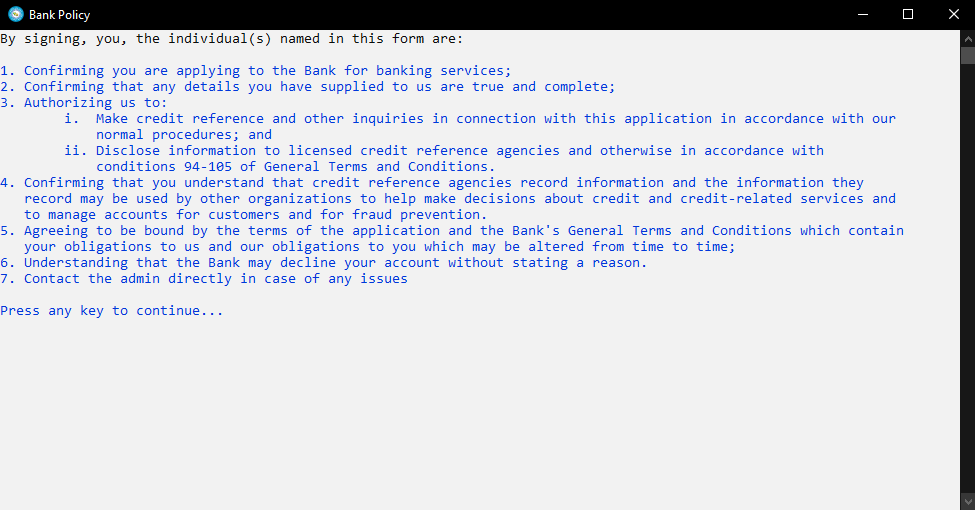 Bank Policy
By signing, you, the individual(s) named in this form are:
1. Confirming you are applying to the Bank for banking services;
2. Confirming that any details you have supplied to us are true and complete;
3. Authorizing us to:
i. Make credit reference and other inquiries in connection with this application in accordance with our
normal procedures; and
ii. Disclose information to licensed credit reference agencies and otherwise in accordance with
conditions 94-105 of General Terms and Conditions.
4. Confirming that you understand that credit reference agencies record information and the information they
record may be used by other organizations to help make decisions about credit and credit-related services and
to manage accounts for customers and for fraud prevention.
5. Agreeing to be bound by the terms of the application and the Bank's General Terms and Conditions which contain
your obligations to us and our obligations to you which may be altered from time to time;
6. Understanding that the Bank may decline your account without stating a reason.
7. Contact the admin directly in case of any issues
Press any key to continue...